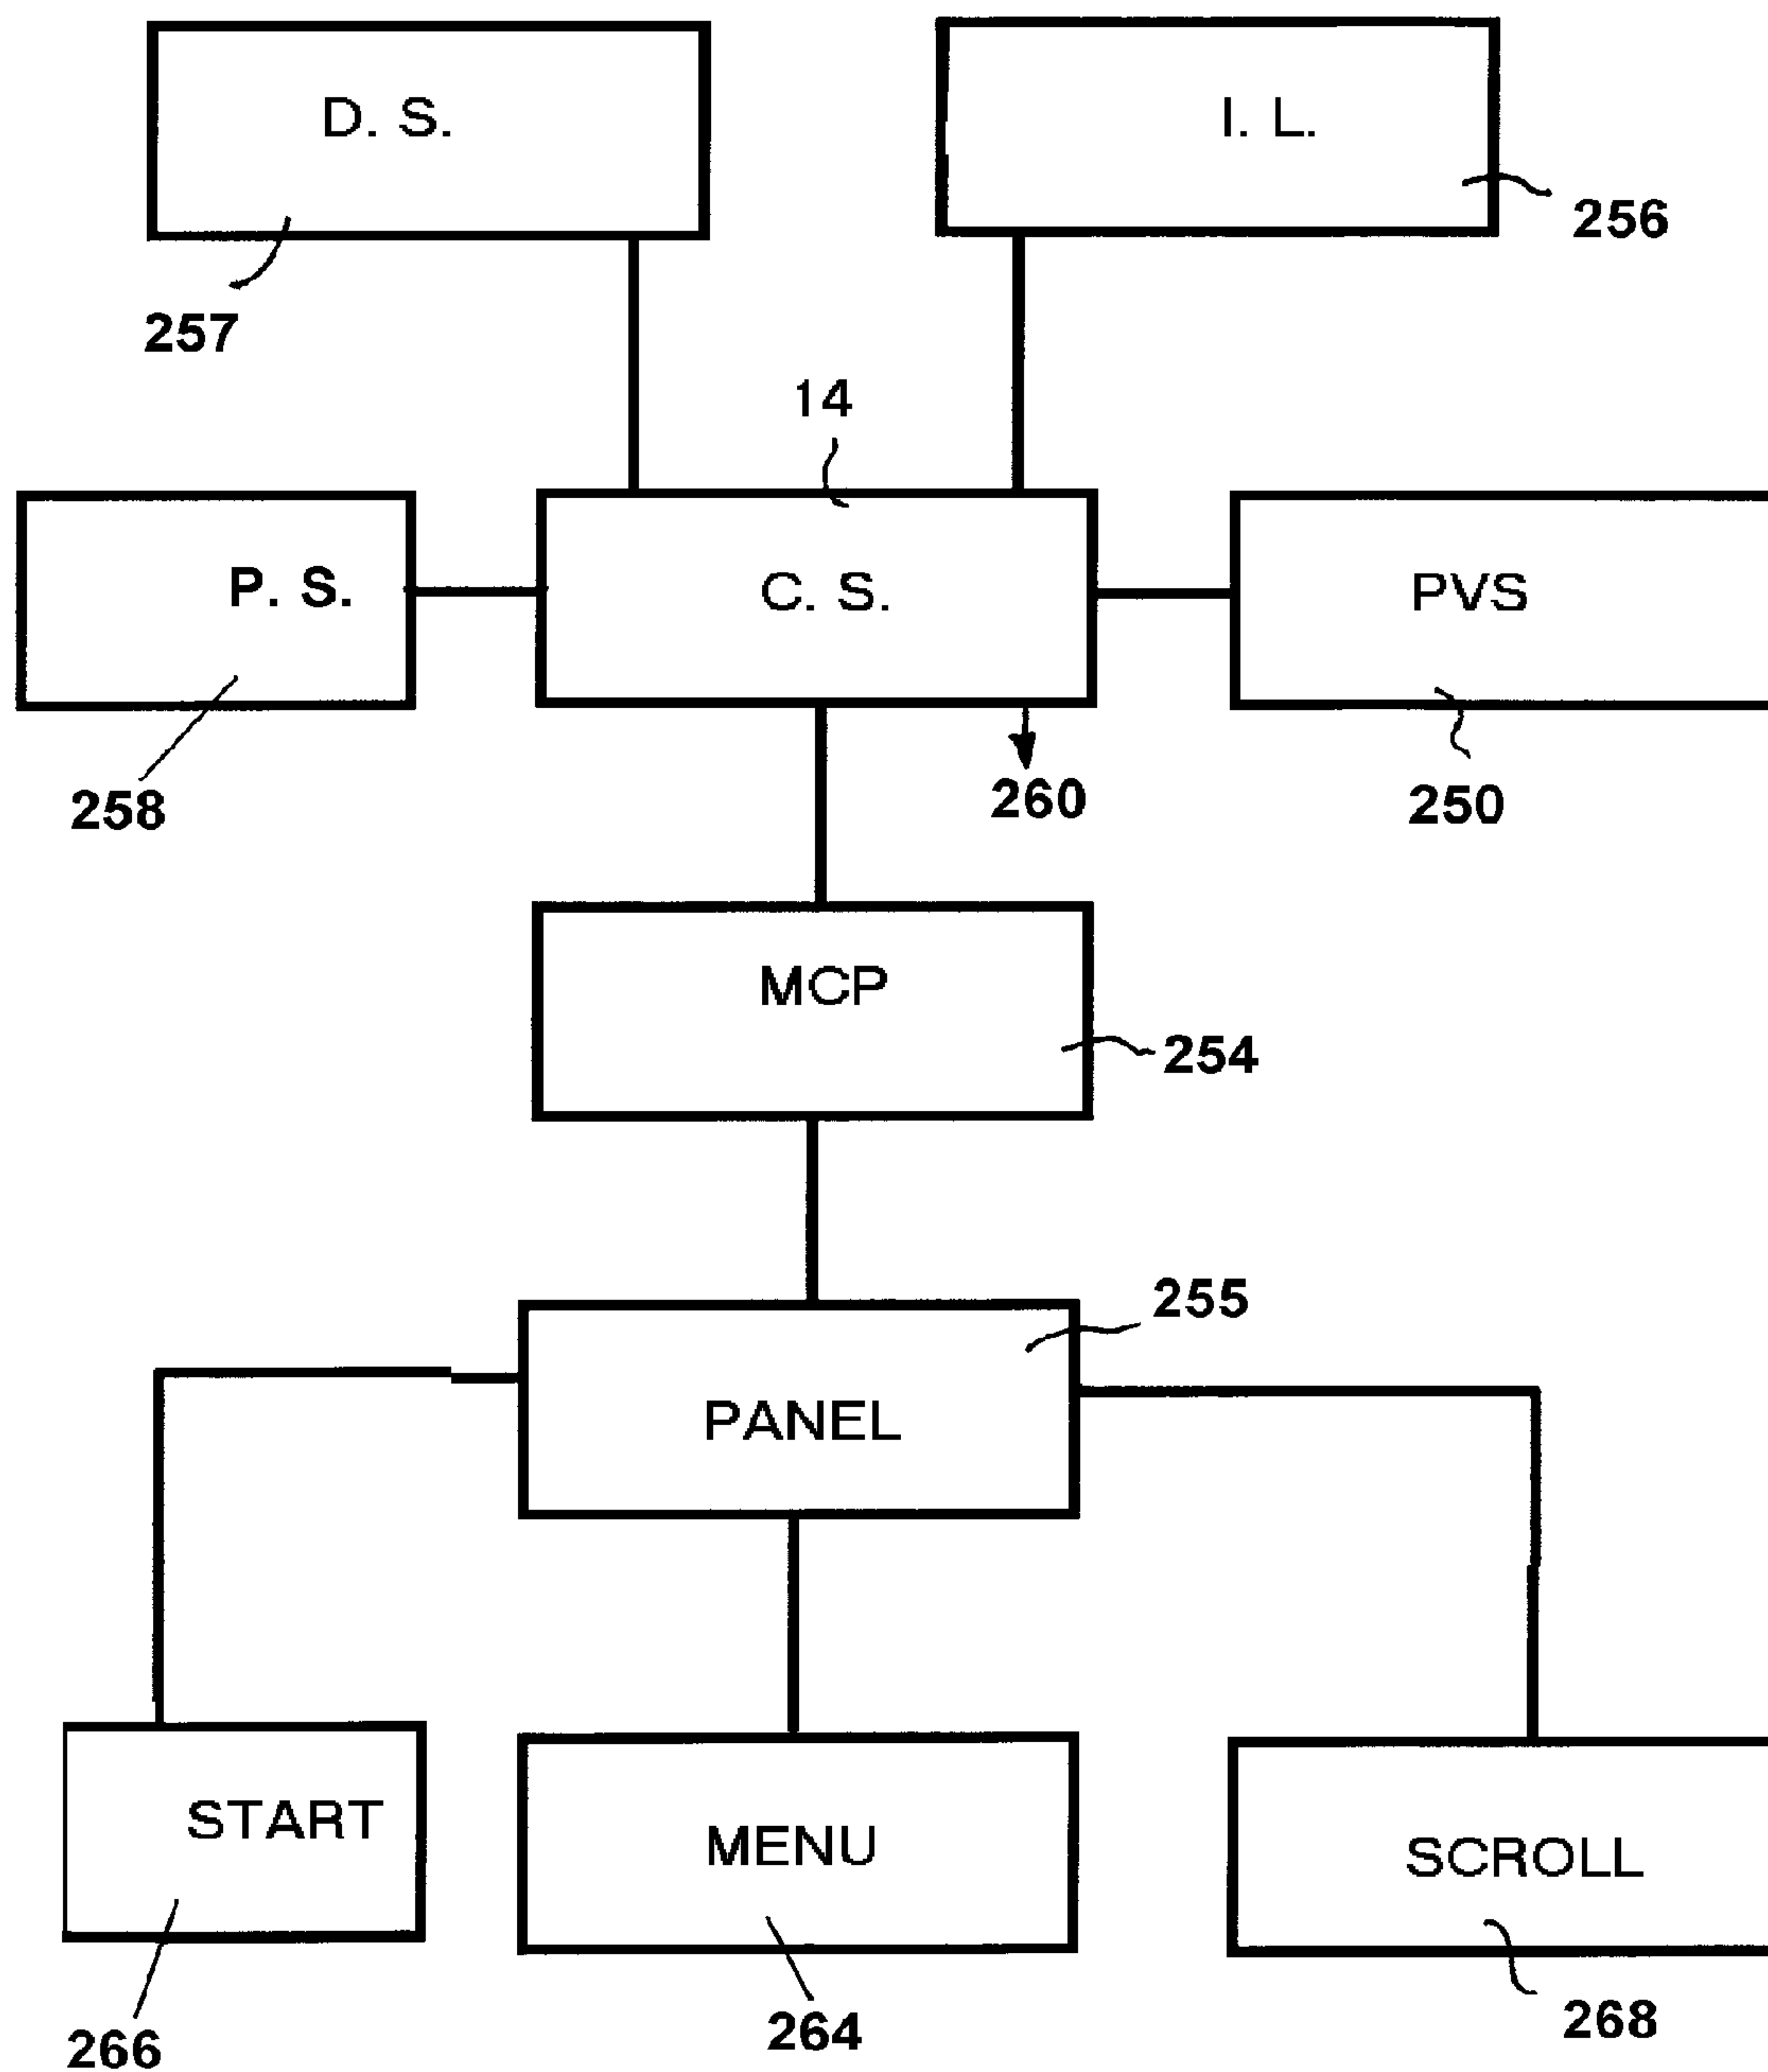 D. S.
I. L.
256
257
14
P. S.
C. S.
PVS
258
260
250
MCP
254
255
PANEL
START
MENU
SCROLL
266
264
268